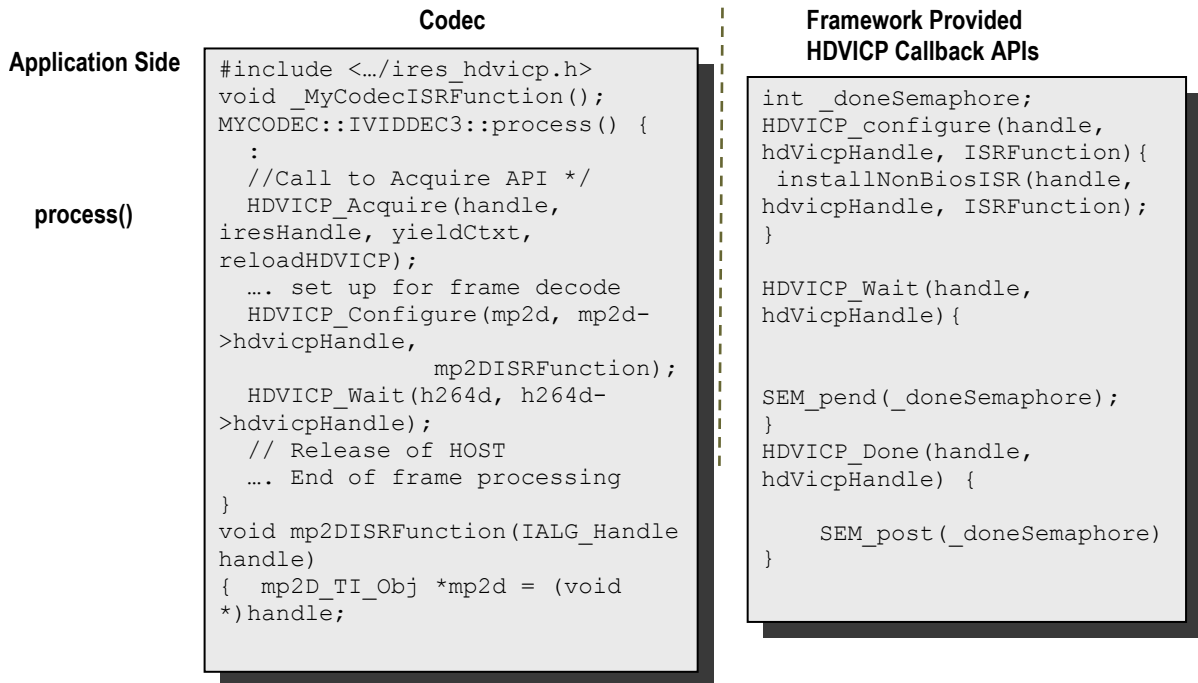 Codec
Application Side
process()
#include <…/ires_hdvicp.h>
void _MyCodecISRFunction();
MYCODEC::IVIDDEC3::process() {
:
//Call to Acquire API */
HDVICP_Acquire(handle,
iresHandle, yieldCtxt,
reloadHDVICP);
…. set up for frame decode
HDVICP_Configure(mp2d, mp2d-
>hdvicpHandle,
mp2DISRFunction);
HDVICP_Wait(h264d, h264d-
>hdvicpHandle);
// Release of HOST
…. End of frame processing
}
void mp2DISRFunction(IALG_Handle
handle)
{ mp2D_TI_Obj *mp2d = (void
*)handle;
Framework Provided
HDVICP Callback APIs
int _doneSemaphore;
HDVICP_configure(handle,
hdVicpHandle, ISRFunction){
installNonBiosISR(handle,
hdvicpHandle, ISRFunction);
}
HDVICP_Wait(handle,
hdVicpHandle){
SEM_pend(_doneSemaphore);
}
HDVICP_Done(handle,
hdVicpHandle) {
SEM_post(_doneSemaphore)
}